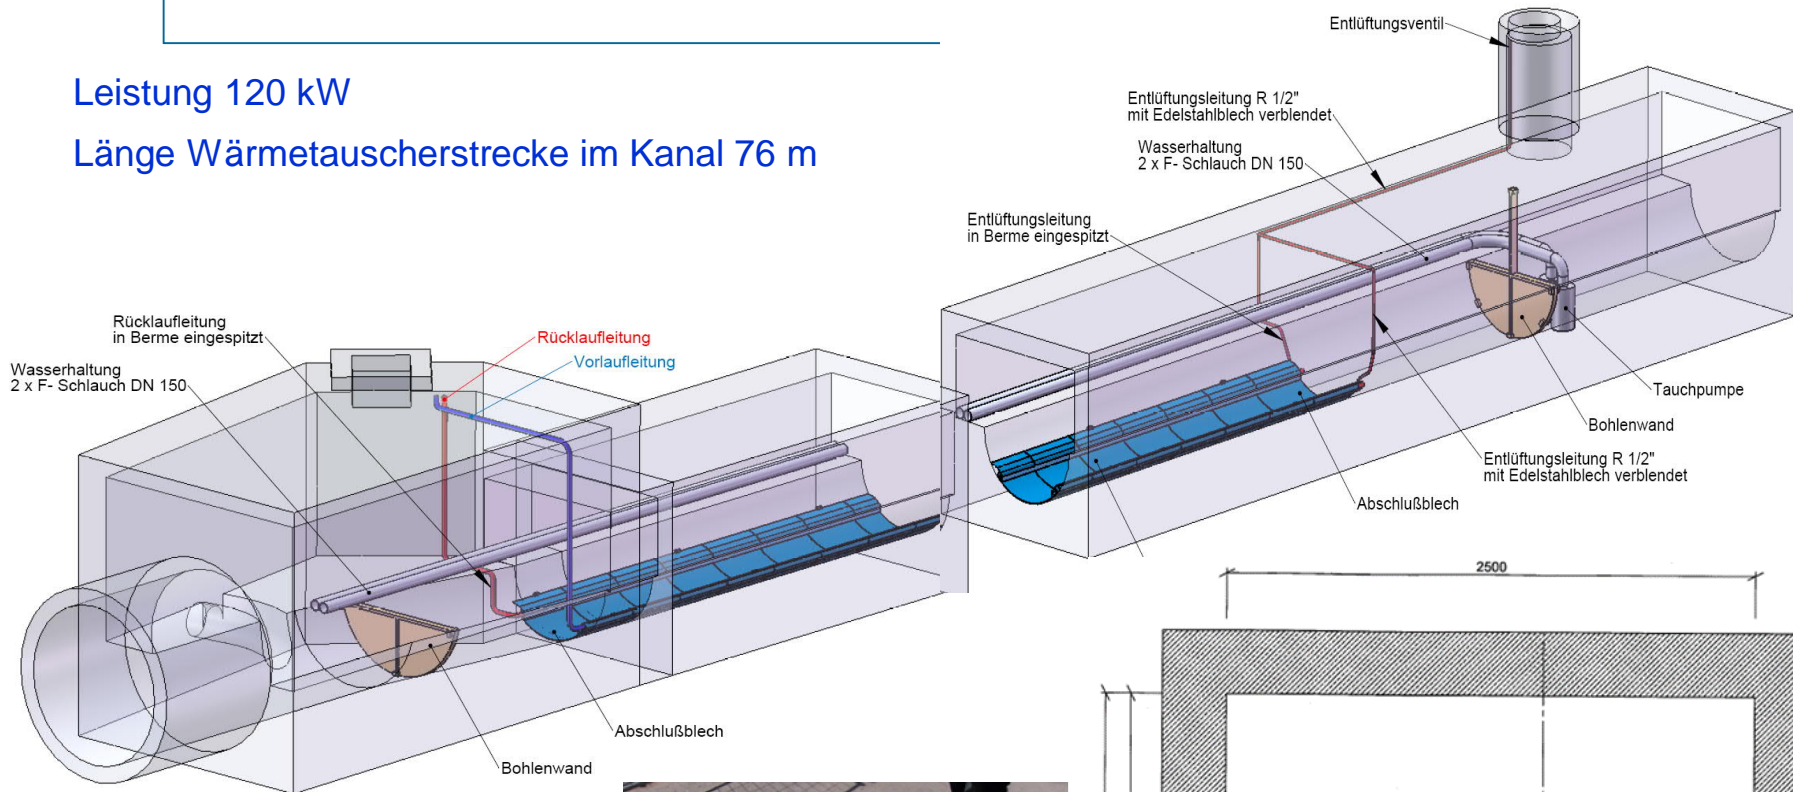 Leistung 120 kW
Länge Wärmetauscherstrecke im Kanal 76 m
Entlüftungsventil
Entlüftungsleitung R 1/2"
mit Edelstahlblech verblendet
Wasserhaltung
2 x F- Schlauch DN 150
Entlüftungsleitung
in Berme eingespitzt
Rücklaufleitung
in Berme eingespitzt
Wasserhaltung
2 x F- Schlauch DN 150
Rücklaufleitung
Vorlaufleitung
Tauchpumpe
Bohlenwand
Entlüftungsleitung R 1/2"
mit Edelstahlblech verblendet
Abschlußblech
2500
Abschlußblech
Bohlenwand